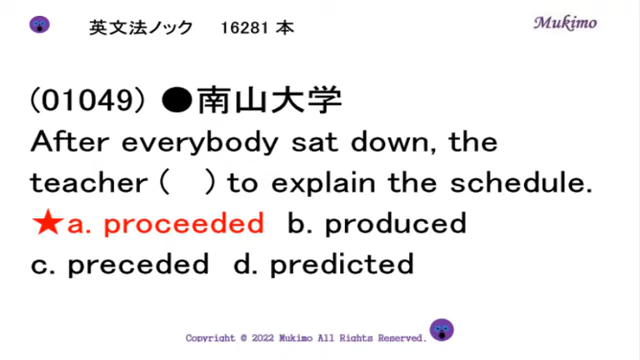 英文法ノック 16281 本 Mukimo
(01049) ●南山大学
After everybody sat down, the
teacher ( ) to explain the schedule.
★a. proceeded b. produced
c. preceded d. predicted
Copyright © 2022 Mukimo All Rights Reserved.